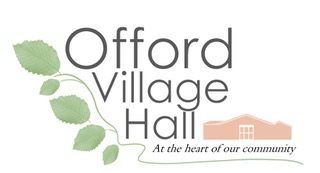 Offord
Village
Hall
At the heart of our community